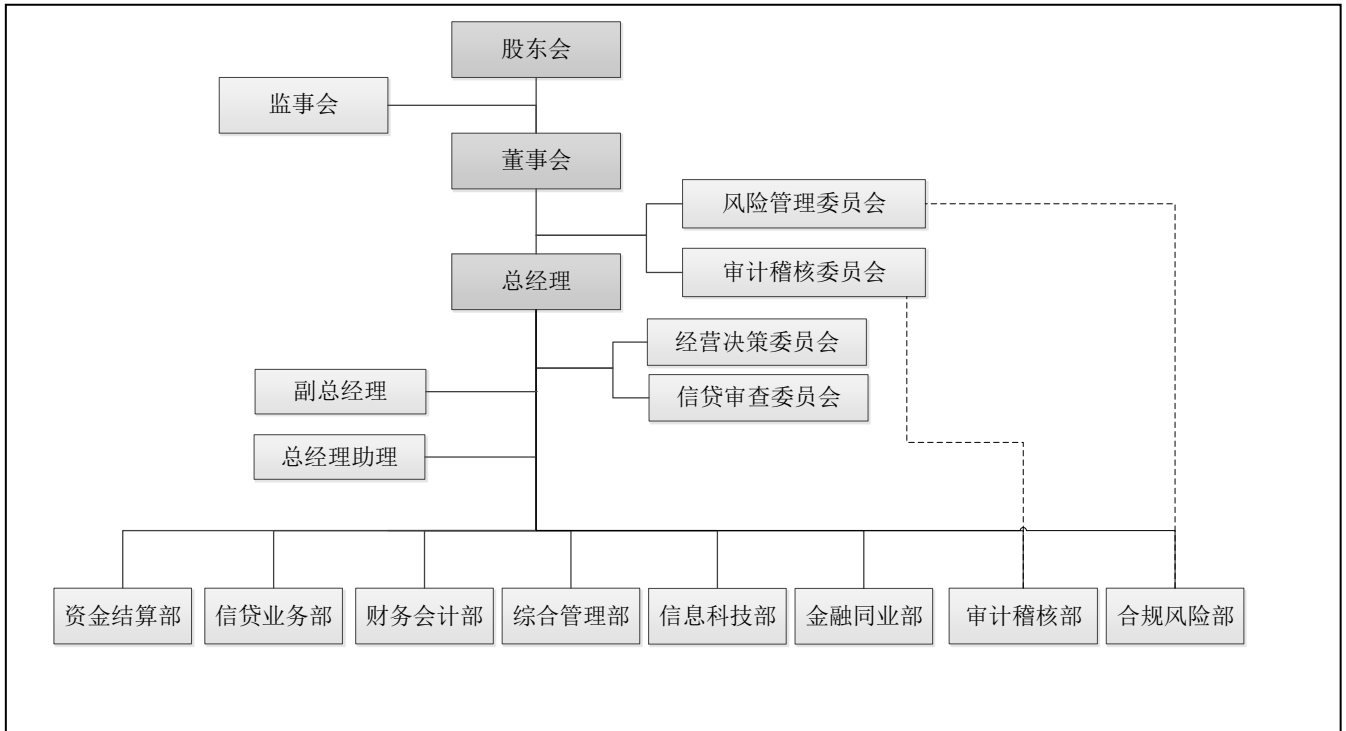 股东会
监事会
董事会
风险管理委员会
审计稽核委员会
总经理
经营决策委员会
副总经理
信贷审查委员会
总经理助理
资金结算部
信贷业务部
财务会计部
综合管理部
信息科技部
金融同业部
审计稽核部
合规风险部